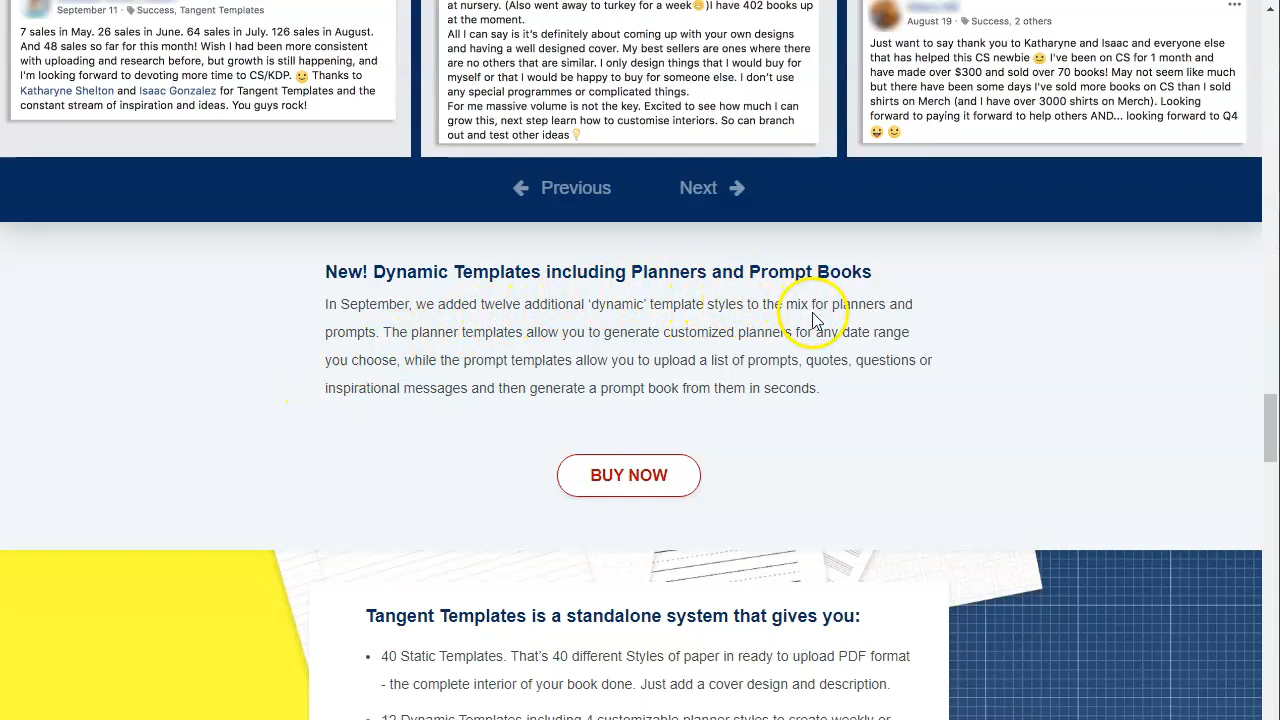 September 11 · Success, Tangent Templates
7 sales in May. 26 sales in June. 64 sales in July. 126 sales in August.
And 48 sales so far for this month! Wish I had been more consistent
with uploading and research before, but growth is still happening, and
I'm looking forward to devoting more time to CS/KDP. 🙂 Thanks to
Katharyne Shelton and Isaac Gonzalez for Tangent Templates and the
constant stream of inspiration and ideas. You guys rock!
at nursery. (Also went away to turkey for a week😁)I have 402 books up
at the moment.
All I can say is it's definitely about coming up with your own designs
and having a well designed cover. My best sellers are ones where there
are no others that are similar. I only design things that I would buy for
myself or that I would be happy to buy for someone else. I don't use
any special programmes or complicated things.
For me massive volume is not the key. Excited to see how much I can
grow this, next step learn how to customise interiors. So can branch
out and test other ideas💡
August 19 · Success, 2 others
Just want to say thank you to Katharyne and Isaac and everyone else
that has helped this CS newbie 🙂 I've been on CS for 1 month and
have made over $300 and sold over 70 books! May not seem like much
but there have been some days I've sold more books on CS than I sold
shirts on Merch (and I have over 3000 shirts on Merch). Looking
forward to paying it forward to help others AND... looking forward to Q4
😀 🙂
Previous
Next
New! Dynamic Templates including Planners and Prompt Books
In September, we added twelve additional 'dynamic' template styles to the mix for planners and
prompts. The planner templates allow you to generate customized planners for any date range
you choose, while the prompt templates allow you to upload a list of prompts, quotes, questions or
inspirational messages and then generate a prompt book from them in seconds.
BUY NOW
Tangent Templates is a standalone system that gives you:
• 40 Static Templates. That's 40 different Styles of paper in ready to upload PDF format
- the complete interior of your book done. Just add a cover design and description.
• 12 Dynamic Templates including 4 customizable planner styles to create weekly or